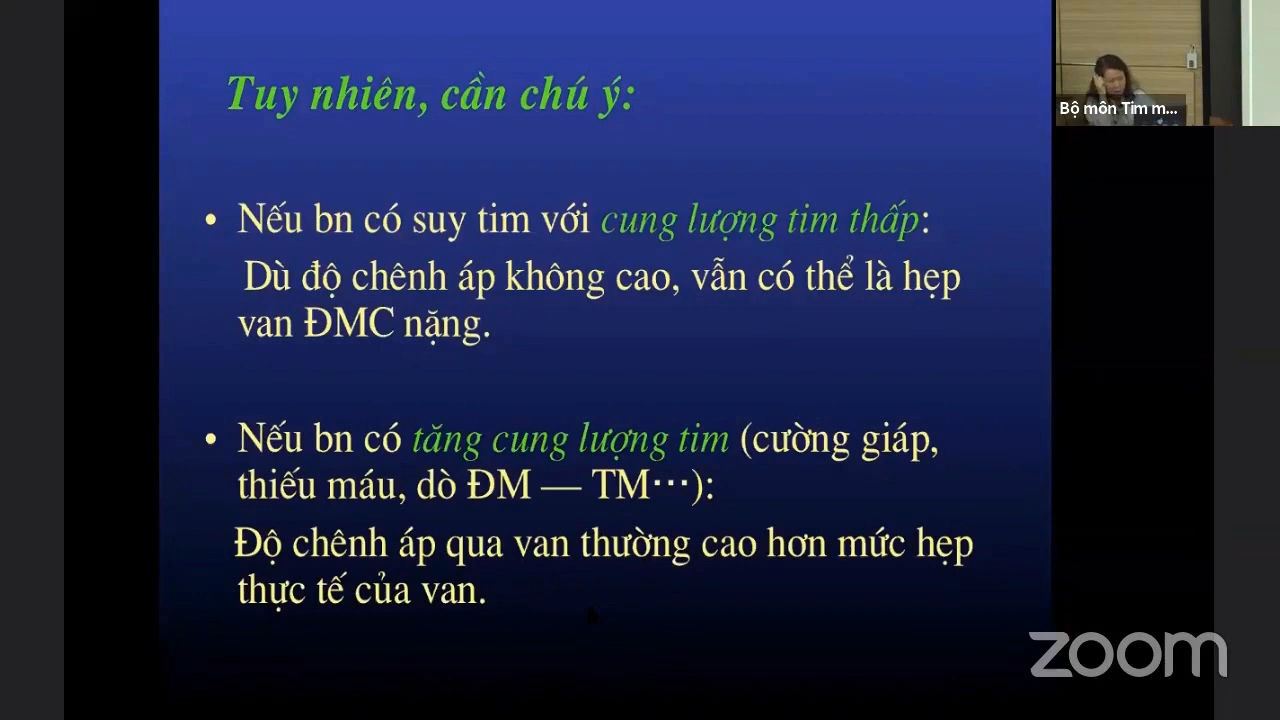 Tuy nhiên, cần chú ý:
Bộ môn Tim m...
• Nếu bn có suy tim với cung lượng tim thấp:
Dù độ chênh áp không cao, vẫn có thể là hẹp
van ĐMC nặng.
• Nếu bn có tăng cung lượng tim (cường giáp,
thiếu máu, dò ĐM — TM…):
Độ chênh áp qua van thường cao hơn mức hẹp
thực tế của van.
zoom